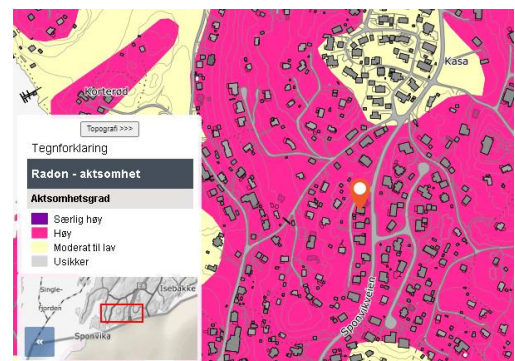 Korterød
Kasa
Topografi >>>
Tegnforklaring
Radon - aktsomhet
Aktsomhetsgrad
Særlig høy
Høy
Moderat til lav
Usikker
Single-
fjorden
Isebakke
Sponvika
«
Sponvikveien